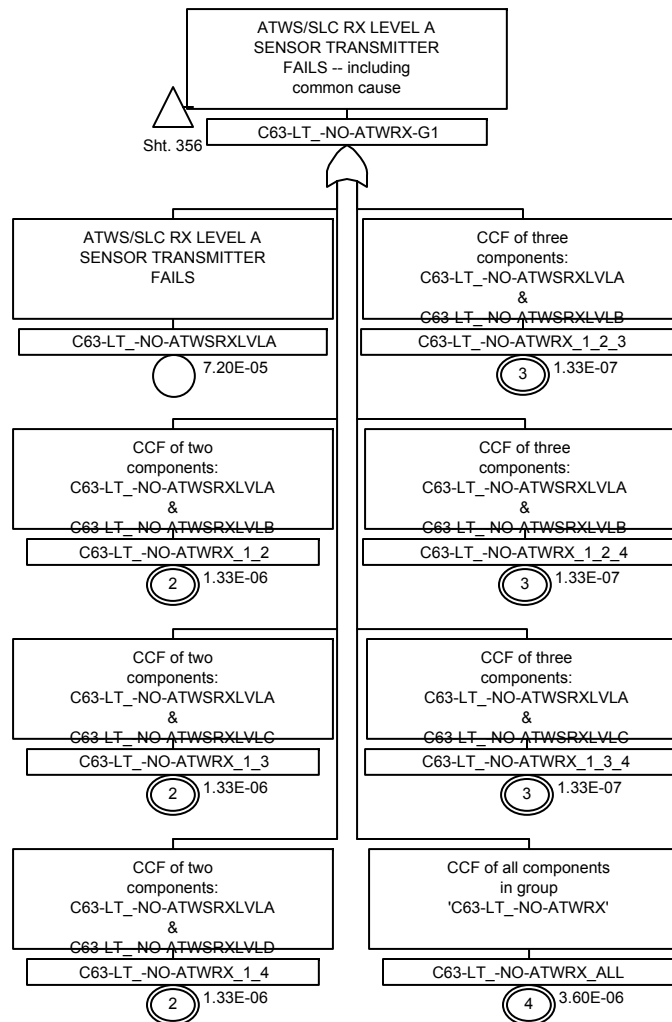 ATWS/SLC RX LEVEL A
SENSOR TRANSMITTER
FAILS -- including
common cause
Sht. 356
C63-LT_-NO-ATWRX-G1
ATWS/SLC RX LEVEL A
SENSOR TRANSMITTER
FAILS
C63-LT_-NO-ATWSRXLVLA
7.20E-05
CCF of three
components:
C63-LT_-NO-ATWSRXLVLA
&
C63-LT_-NO-ATWSRXLVLB
C63-LT_-NO-ATWRX_1_2_3
3
1.33E-07
CCF of two
components:
C63-LT_-NO-ATWSRXLVLA
&
C63-LT_-NO-ATWSRXLVLB
C63-LT_-NO-ATWRX_1_2
2
1.33E-06
CCF of three
components:
C63-LT_-NO-ATWSRXLVLA
&
C63-LT_-NO-ATWSRXLVLB
C63-LT_-NO-ATWRX_1_2_4
3
1.33E-07
CCF of two
components:
C63-LT_-NO-ATWSRXLVLA
&
C63-LT_-NO-ATWSRXLVLC
C63-LT_-NO-ATWRX_1_3
2
1.33E-06
CCF of three
components:
C63-LT_-NO-ATWSRXLVLA
&
C63-LT_-NO-ATWSRXLVLC
C63-LT_-NO-ATWRX_1_3_4
3
1.33E-07
CCF of two
components:
C63-LT_-NO-ATWSRXLVLA
&
C63-LT_-NO-ATWSRXLVLD
C63-LT_-NO-ATWRX_1_4
2
1.33E-06
CCF of all components
in group
'C63-LT_-NO-ATWRX'
C63-LT_-NO-ATWRX_ALL
4
3.60E-06